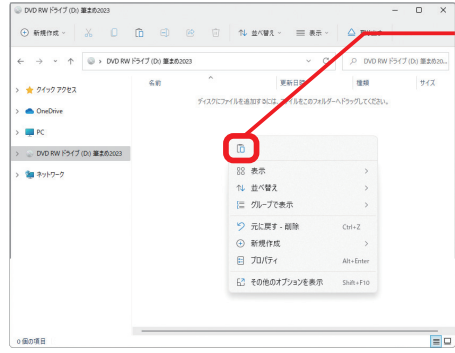 DVD RW ドライブ (D:) 筆まめ2023
新規作成
並べ替え
表示
DVD RW ドライブ (D:) 筆まめ2023
DVD RW ドライブ (D:) 筆まめ20...
名前
更新日時
種類
サイズ
クイック アクセス
OneDrive
PC
DVD RW ドライブ (D:) 筆まめ2023
ネットワーク
ディスクにファイルを追加するには、ファイルをこのフォルダーへドラッグしてください。
表示
並べ替え
グループで表示
元に戻す - 削除 Ctrl+Z
新規作成
プロパティ Alt+Enter
その他のオプションを表示 Shift+F10
0 個の項目